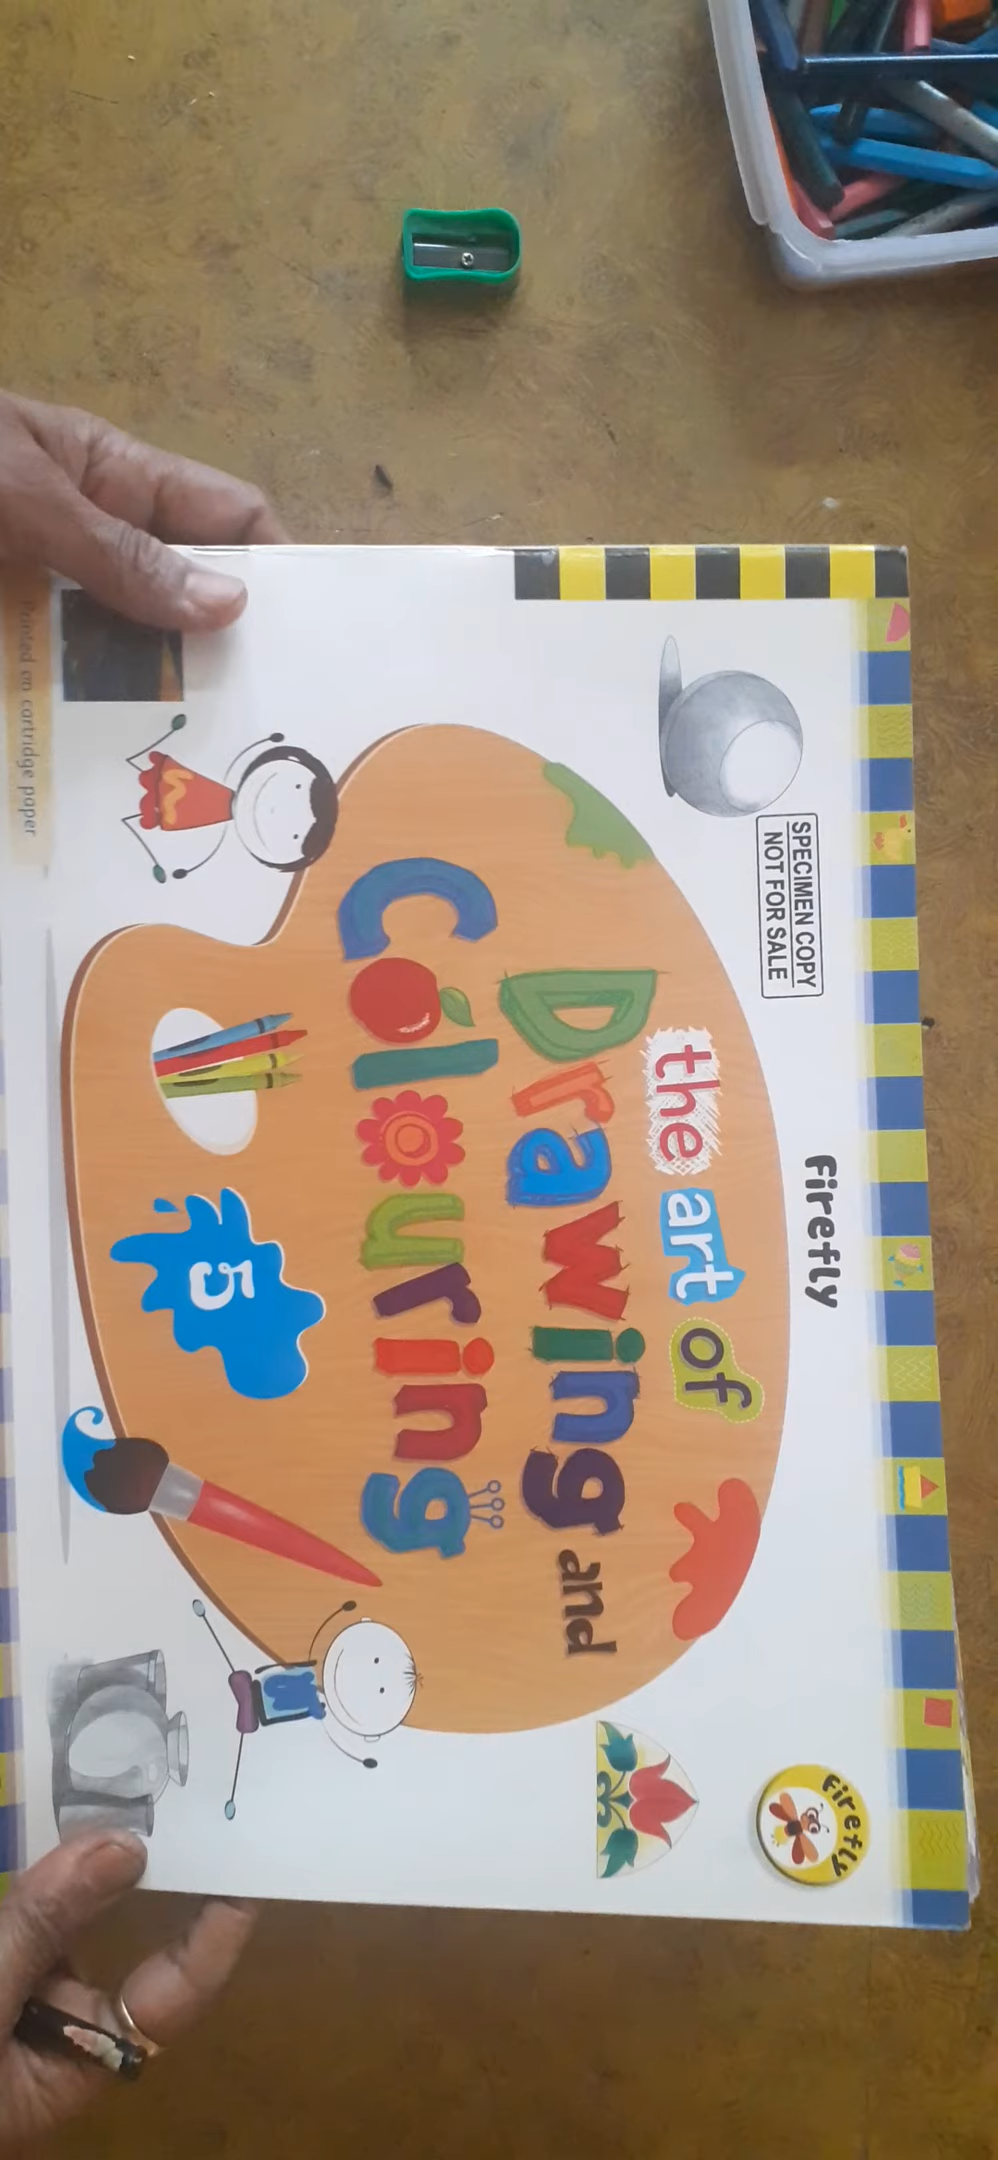 firefly
SPECIMEN COPY
NOT FOR SALE
firefly
the art of
Drawing and
Colouring
5
Printed on cartridge paper